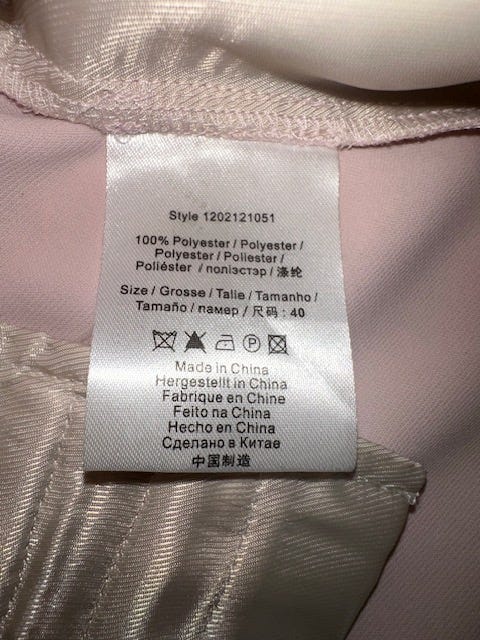 Style 1202121051
100% Polyester / Polyester /
Polyester / Poliester /
Poliéster / полiэстэр / 涤纶
Size / Grosse / Talie / Tamanho /
Tamaño / памер / 尺码 : 40
P
Made in China
Hergestellt in China
Fabrique en Chine
Feito na China
Hecho en China
Сделано в Китае
中国制造